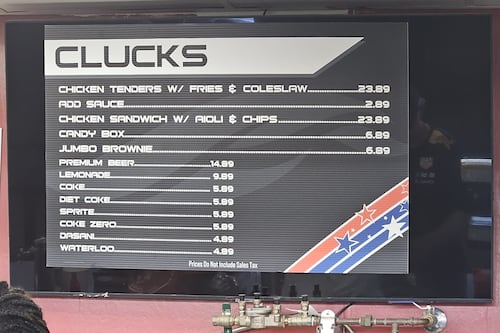 CLUCKS
CHICKEN TENDERS W/ FRIES & COLESLAW 23.89
ADD SAUCE 2.89
CHICKEN SANDWICH W/ AIOLI & CHIPS 23.89
CANDY BOX 6.89
JUMBO BROWNIE 6.89
PREMIUM BEER 14.89
LEMONADE 9.89
COKE 5.89
DIET COKE 5.89
SPRITE 5.89
COKE ZERO 5.89
DASANI 4.89
WATERLOO 4.89
Prices Do Not Include Sales Tax